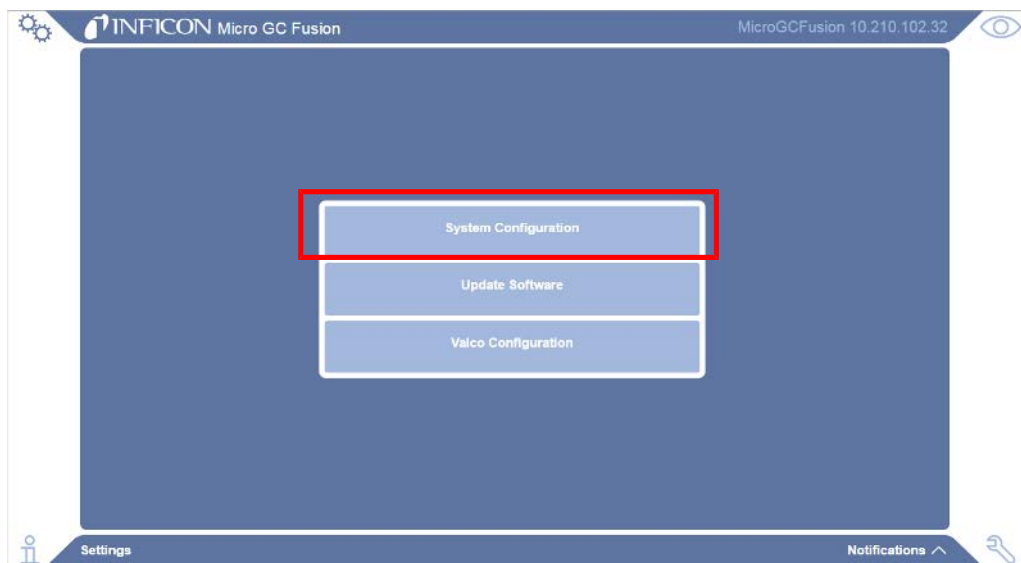 INFICON Micro GC Fusion
MicroGCFusion 10.210.102.32
System Configuration
Update Software
Valco Configuration
Settings
Notifications